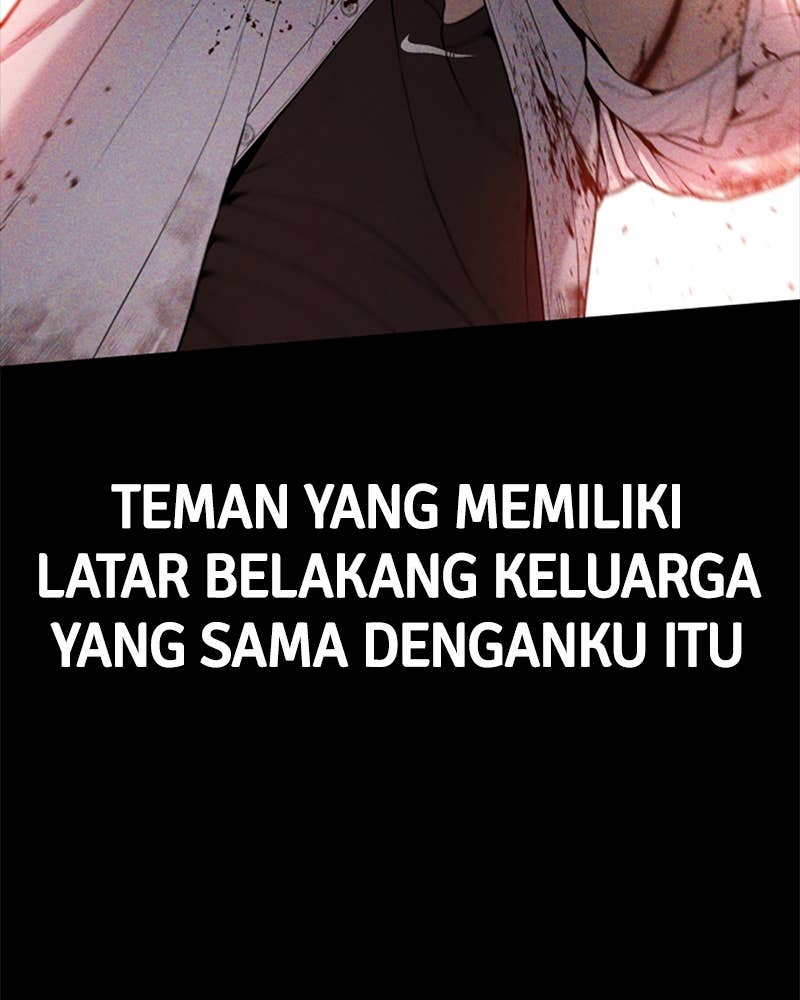 TEMAN YANG MEMILIKI
LATAR BELAKANG KELUARGA
YANG SAMA DENGANKU ITU